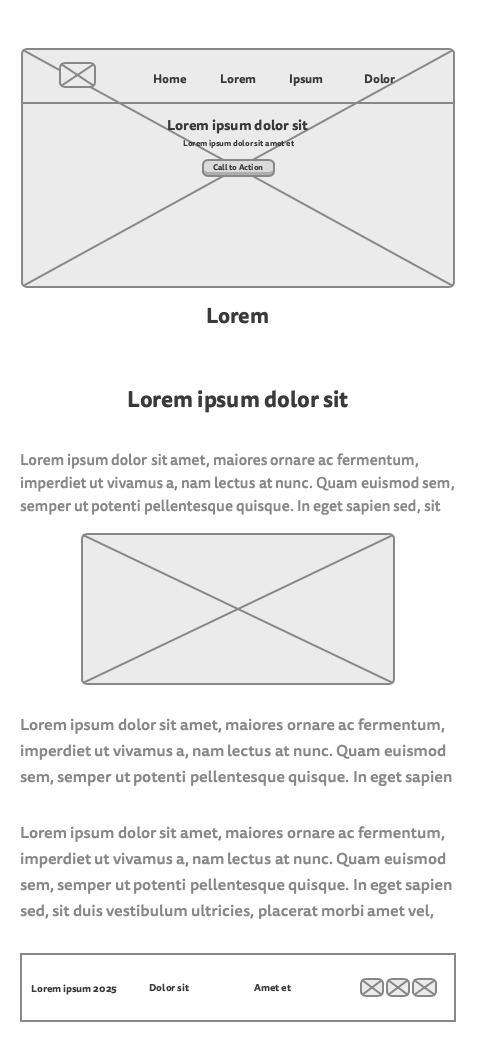 Home Lorem Ipsum Dolor
Lorem ipsum dolor sit
Lorem ipsum dolor sit amet et
Call to Action
Lorem
Lorem ipsum dolor sit
Lorem ipsum dolor sit amet, maiores ornare ac fermentum,
imperdiet ut vivamus a, nam lectus at nunc. Quam euismod sem,
semper ut potenti pellentesque quisque. In eget sapien sed, sit
Lorem ipsum dolor sit amet, maiores ornare ac fermentum,
imperdiet ut vivamus a, nam lectus at nunc. Quam euismod
sem, semper ut potenti pellentesque quisque. In eget sapien
Lorem ipsum dolor sit amet, maiores ornare ac fermentum,
imperdiet ut vivamus a, nam lectus at nunc. Quam euismod
sem, semper ut potenti pellentesque quisque. In eget sapien
sed, sit duis vestibulum ultricies, placerat morbi amet vel,
Lorem ipsum 2025 Dolor sit Amet et